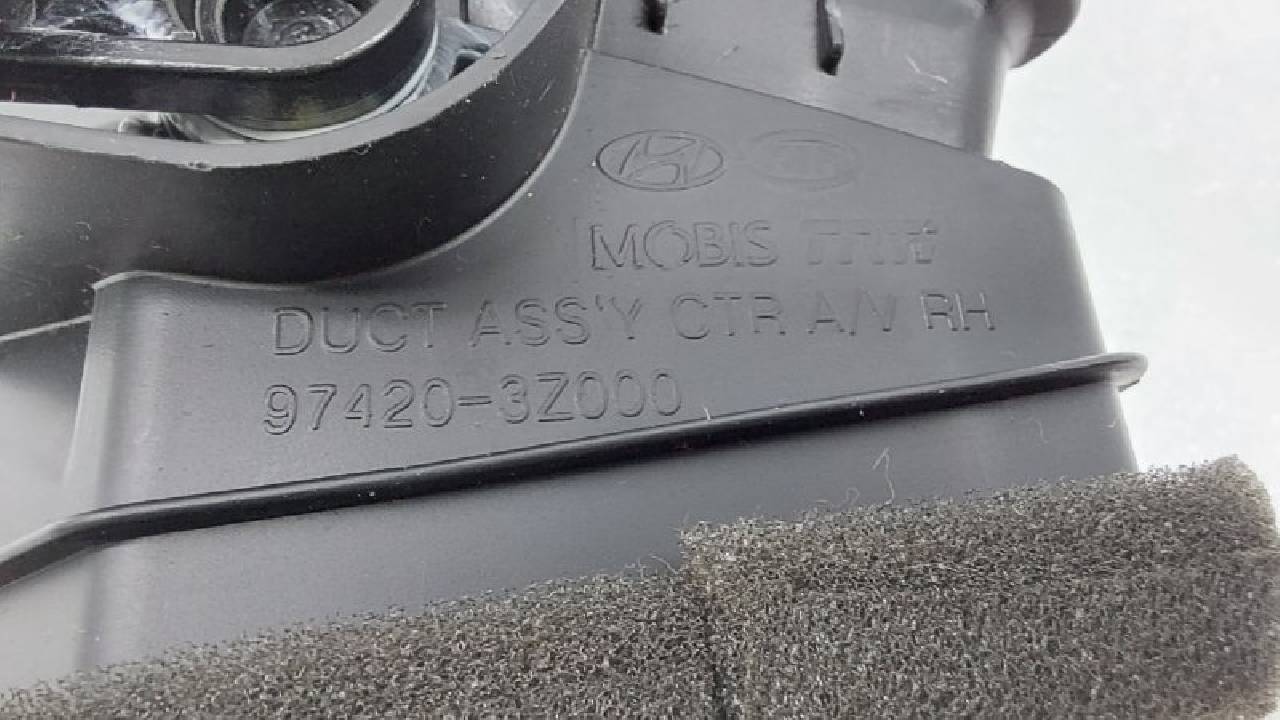 MOBIS
DUCT ASS'Y CTR A/V RH
97420-3Z000